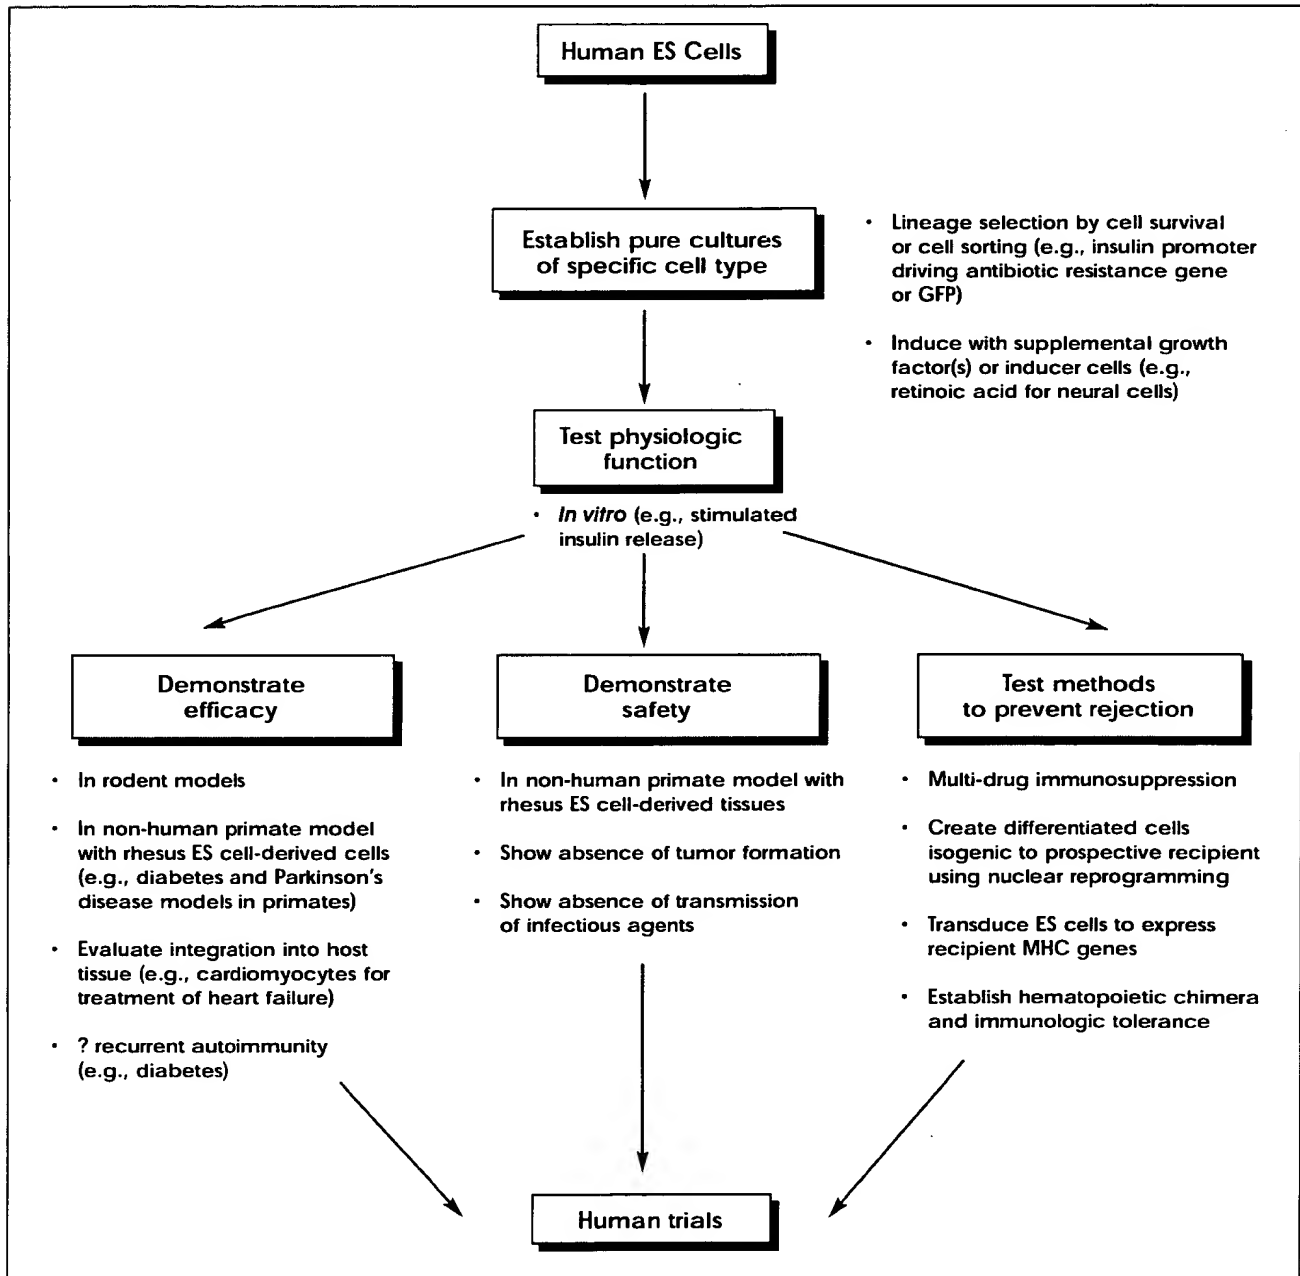 Human ES Cells
Establish pure cultures
of specific cell type
• Lineage selection by cell survival
or cell sorting (e.g., insulin promoter
driving antibiotic resistance gene
or GFP)
• Induce with supplemental growth
factor(s) or inducer cells (e.g.,
retinoic acid for neural cells)
Test physiologic
function
• In vitro (e.g., stimulated
insulin release)
Demonstrate
efficacy
• In rodent models
• In non-human primate model
with rhesus ES cell-derived cells
(e.g., diabetes and Parkinson's
disease models in primates)
• Evaluate integration into host
tissue (e.g., cardiomyocytes for
treatment of heart failure)
• ? recurrent autoimmunity
(e.g., diabetes)
Demonstrate
safety
• In non-human primate model with
rhesus ES cell-derived tissues
• Show absence of tumor formation
• Show absence of transmission
of infectious agents
Test methods
to prevent rejection
• Multi-drug immunosuppression
• Create differentiated cells
isogenic to prospective recipient
using nuclear reprogramming
• Transduce ES cells to express
recipient MHC genes
• Establish hematopoietic chimera
and immunologic tolerance
Human trials